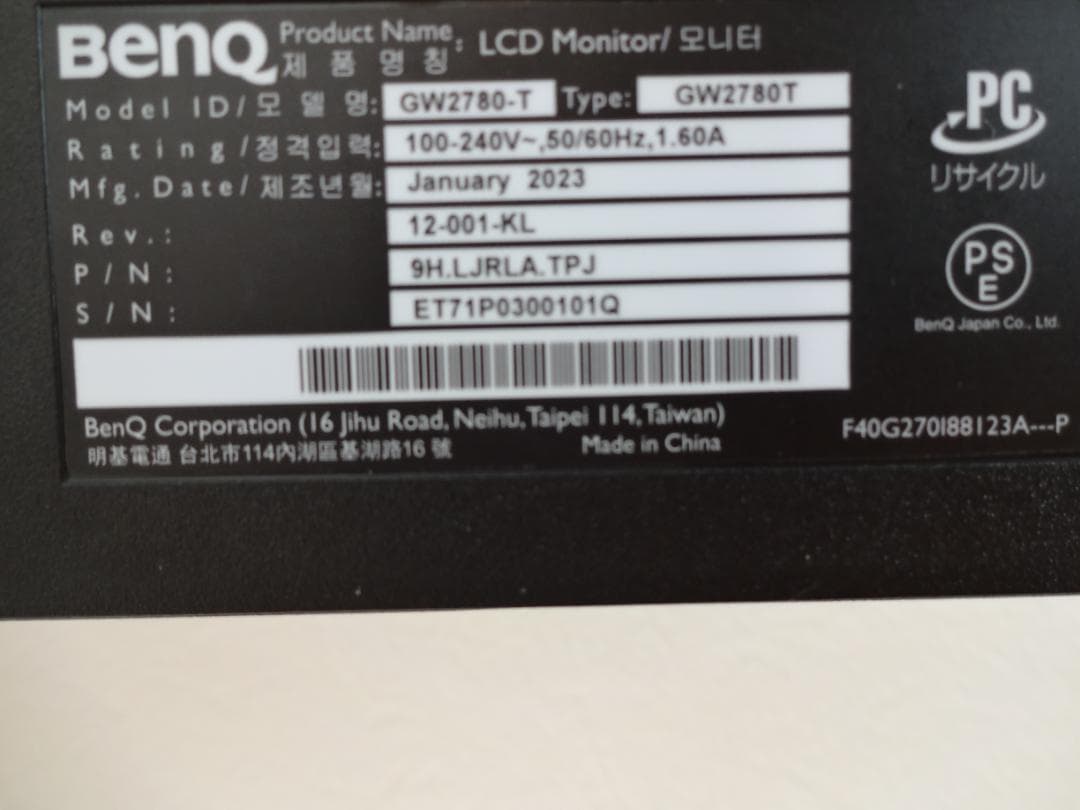 BenQ Product Name: LCD Monitor/ 모니터
제 품 명 칭
Model ID/모 델 명: GW2780-T Type: GW2780T
Rating/정격입력: 100-240V~,50/60Hz,1.60A
Mfg.Date/제조년월: January 2023
Rev.: 12-001-KL
P/N: 9H.LJRLA.TPJ
S/N: ET71P0300101Q
BenQ Corporation (16 Jihu Road, Neihu,Taipei 114,Taiwan)
明基電通 台北市114內湖區基湖路16 號
Made in China
PC
リサイクル
PS
E
BenQ Japan Co., Ltd.
F40G270I88123A---P